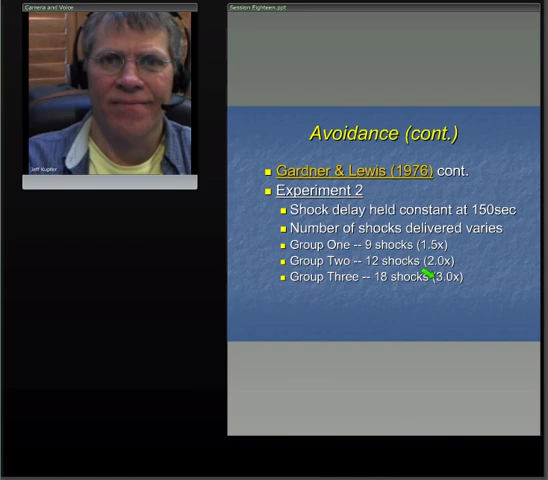 Camera and Voice
Session Eighteen.ppt
Jeff Kupfer
Avoidance (cont.)
Gardner & Lewis (1976) cont.
Experiment 2
Shock delay held constant at 150sec
Number of shocks delivered varies
Group One -- 9 shocks (1.5x)
Group Two -- 12 shocks (2.0x)
Group Three -- 18 shocks (3.0x)